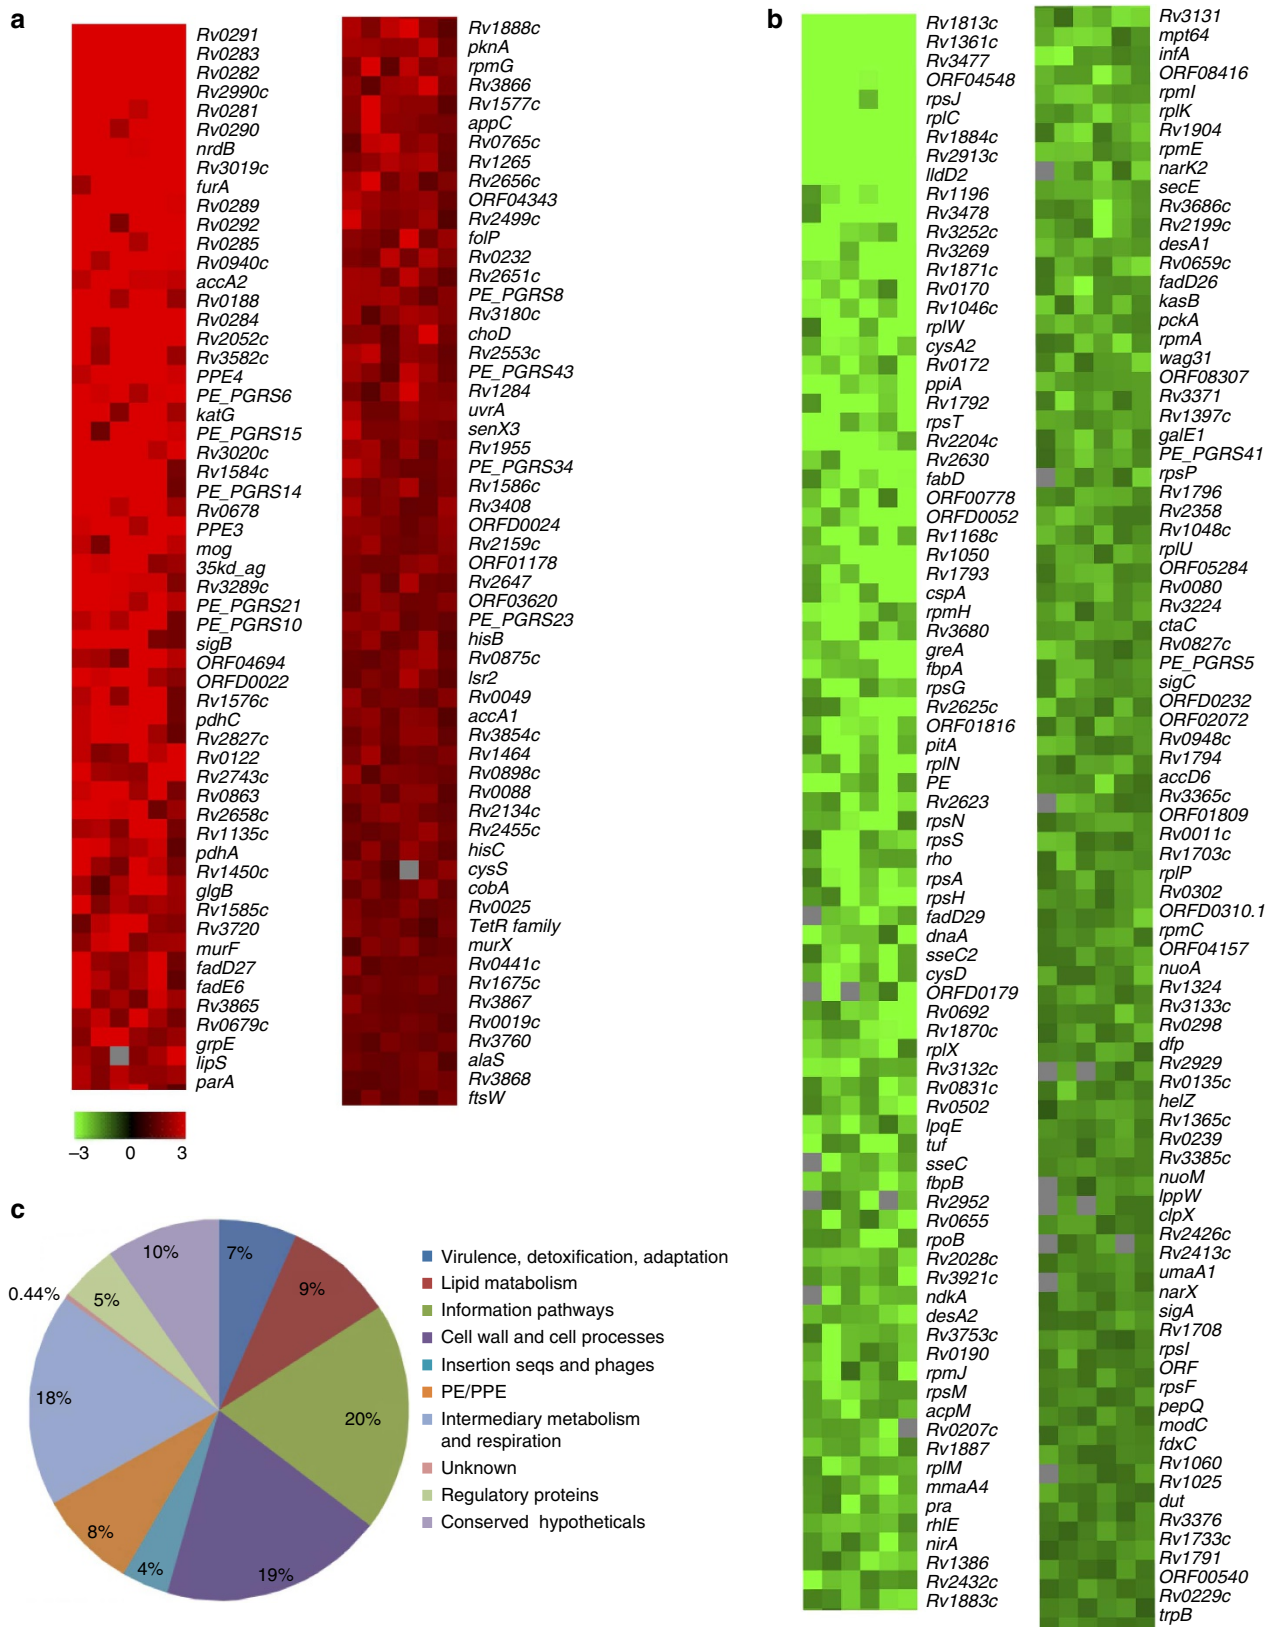 a
Rv0291
Rv0283
Rv0282
Rv2990c
Rv0281
Rv0290
nrdB
Rv3019c
furA
Rv0289
Rv0292
Rv0285
Rv0940c
accA2
Rv0188
Rv0284
Rv2052c
Rv3582c
PPE4
PE_PGRS6
katG
PE_PGRS15
Rv3020c
Rv1584c
PE_PGRS14
Rv0678
PPE3
mog
35kd_ag
Rv3289c
PE_PGRS21
PE_PGRS10
sigB
ORF04694
ORFD0022
Rv1576c
pdhC
Rv2827c
Rv0122
Rv2743c
Rv0863
Rv2658c
Rv1135c
pdhA
Rv1450c
glgB
Rv1585c
Rv3720
murF
fadD27
fadE6
Rv3865
Rv0679c
grpE
lipS
parA
Rv1888c
pknA
rpmG
Rv3866
Rv1577c
appC
Rv0765c
Rv1265
Rv2656c
ORF04343
Rv2499c
folP
Rv0232
Rv2651c
PE_PGRS8
Rv3180c
choD
Rv2553c
PE_PGRS43
Rv1284
uvrA
senX3
Rv1955
PE_PGRS34
Rv1586c
Rv3408
ORFD0024
Rv2159c
ORF01178
Rv2647
ORF03620
PE_PGRS23
hisB
Rv0875c
lsr2
Rv0049
accA1
Rv3854c
Rv1464
Rv0898c
Rv0088
Rv2134c
Rv2455c
hisC
cysS
cobA
Rv0025
TetR family
murX
Rv0441c
Rv1675c
Rv3867
Rv0019c
Rv3760
alaS
Rv3868
ftsW
−3 0 3
b
Rv1813c
Rv1361c
Rv3477
ORF04548
rpsJ
rplC
Rv1884c
Rv2913c
lldD2
Rv1196
Rv3478
Rv3252c
Rv3269
Rv1871c
Rv0170
Rv1046c
rplW
cysA2
Rv0172
ppiA
Rv1792
rpsT
Rv2204c
Rv2630
fabD
ORF00778
ORFD0052
Rv1168c
Rv1050
Rv1793
cspA
rpmH
Rv3680
greA
fbpA
rpsG
Rv2625c
ORF01816
pitA
rplN
PE
Rv2623
rpsN
rpsS
rho
rpsA
rpsH
fadD29
dnaA
sseC2
cysD
ORFD0179
Rv0692
Rv1870c
rplX
Rv3132c
Rv0831c
Rv0502
lpqE
tuf
sseC
fbpB
Rv2952
Rv0655
rpoB
Rv2028c
Rv3921c
ndkA
desA2
Rv3753c
Rv0190
rpmJ
rpsM
acpM
Rv0207c
Rv1887
rplM
mmaA4
pra
rhlE
nirA
Rv1386
Rv2432c
Rv1883c
Rv3131
mpt64
infA
ORF08416
rpmI
rplK
Rv1904
rpmE
narK2
secE
Rv3686c
Rv2199c
desA1
Rv0659c
fadD26
kasB
pckA
rpmA
wag31
ORF08307
Rv3371
Rv1397c
galE1
PE_PGRS41
rpsP
Rv1796
Rv2358
Rv1048c
rplU
ORF05284
Rv0080
Rv3224
ctaC
Rv0827c
PE_PGRS5
sigC
ORFD0232
ORF02072
Rv0948c
Rv1794
accD6
Rv3365c
ORF01809
Rv0011c
Rv1703c
rplP
Rv0302
ORFD0310.1
rpmC
ORF04157
nuoA
Rv1324
Rv3133c
Rv0298
dfp
Rv2929
Rv0135c
helZ
Rv1365c
Rv0239
Rv3385c
nuoM
lppW
clpX
Rv2426c
Rv2413c
umaA1
narX
sigA
Rv1708
rpsI
ORF
rpsF
pepQ
modC
fdxC
Rv1060
Rv1025
dut
Rv3376
Rv1733c
Rv1791
ORF00540
Rv0229c
trpB
c
7%
9%
20%
19%
4%
8%
18%
0.44%
5%
10%
Virulence, detoxification, adaptation
Lipid matabolism
Information pathways
Cell wall and cell processes
Insertion seqs and phages
PE/PPE
Intermediary metabolism
and respiration
Unknown
Regulatory proteins
Conserved hypotheticals